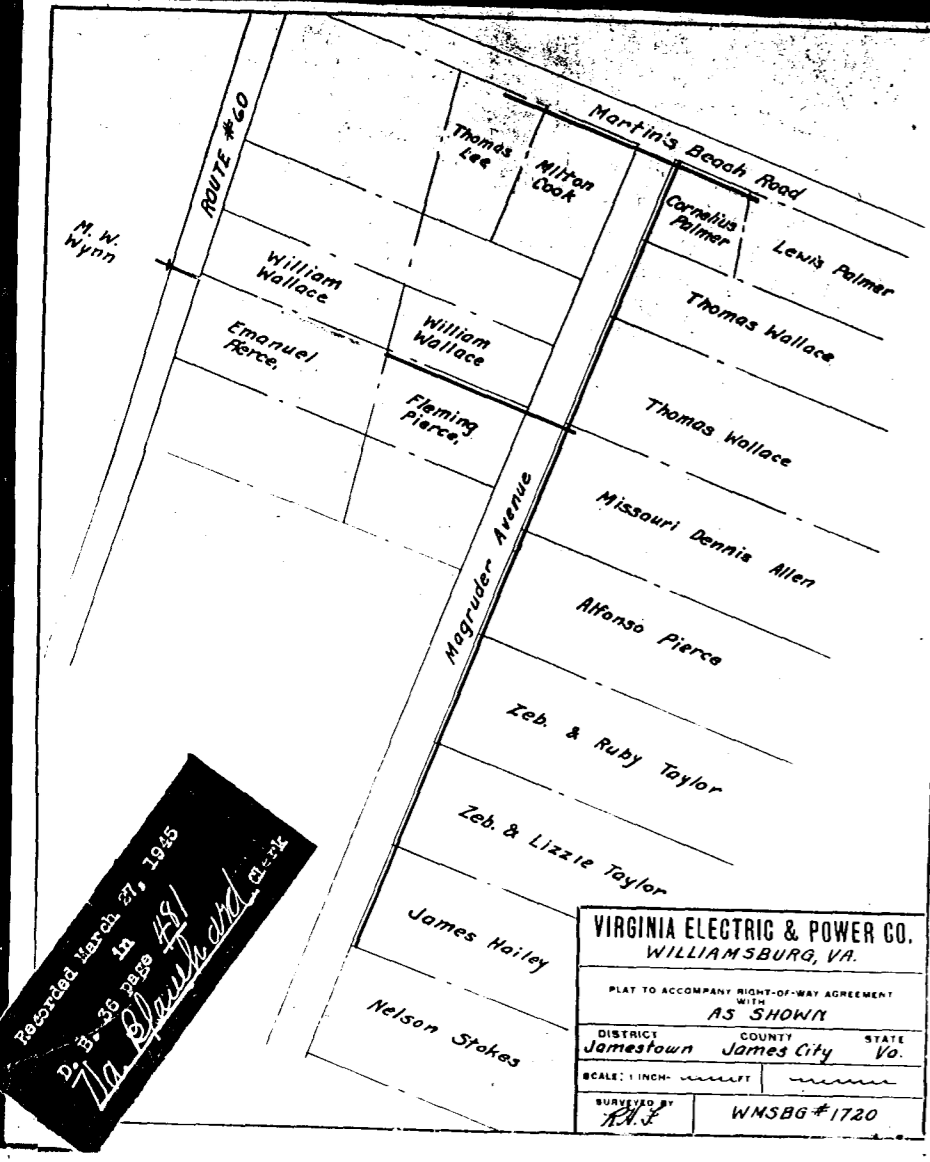 Martin's Beach Road
ROUTE #60
Thomas
Lee
Milton
Cook
Cornelius
Palmer
Lewis Palmer
M. W.
Wynn
William
Wallace
William
Wallace
Thomas Wallace
Emanuel
Pierce,
Fleming
Pierce,
Thomas Wallace
Magruder Avenue
Missouri Dennis Allen
Alfonso Pierce
Zeb. & Ruby Taylor
Zeb. & Lizzie Taylor
James Hailey
Nelson Stokes
Recorded March 27, 1945
in
D. B. 36 page 481
Va
Clerk
VIRGINIA ELECTRIC & POWER CO.
WILLIAMSBURG, VA.
PLAT TO ACCOMPANY RIGHT-OF-WAY AGREEMENT
WITH
AS SHOWN
DISTRICT COUNTY STATE
Jamestown James City Va.
SCALE: 1 INCH- FT
SURVEYED BY
R.H.F.
WMSBG #1720